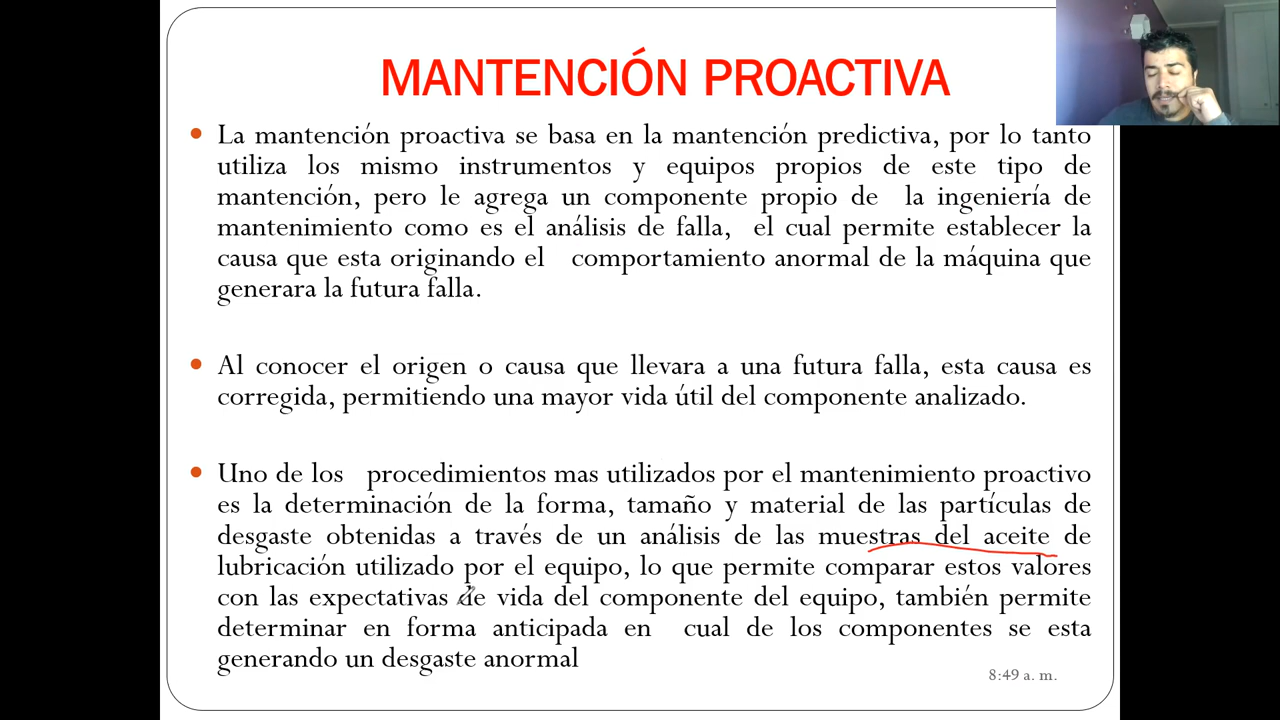 MANTENCIÓN PROACTIVA
• La mantención proactiva se basa en la mantención predictiva, por lo tanto
utiliza los mismo instrumentos y equipos propios de este tipo de
mantención, pero le agrega un componente propio de la ingeniería de
mantenimiento como es el análisis de falla, el cual permite establecer la
causa que esta originando el comportamiento anormal de la máquina que
generara la futura falla.
• Al conocer el origen o causa que llevara a una futura falla, esta causa es
corregida, permitiendo una mayor vida útil del componente analizado.
• Uno de los procedimientos mas utilizados por el mantenimiento proactivo
es la determinación de la forma, tamaño y material de las partículas de
desgaste obtenidas a través de un análisis de las muestras del aceite de
lubricación utilizado por el equipo, lo que permite comparar estos valores
con las expectativas de vida del componente del equipo, también permite
determinar en forma anticipada en cual de los componentes se esta
generando un desgaste anormal
8:49 a. m.